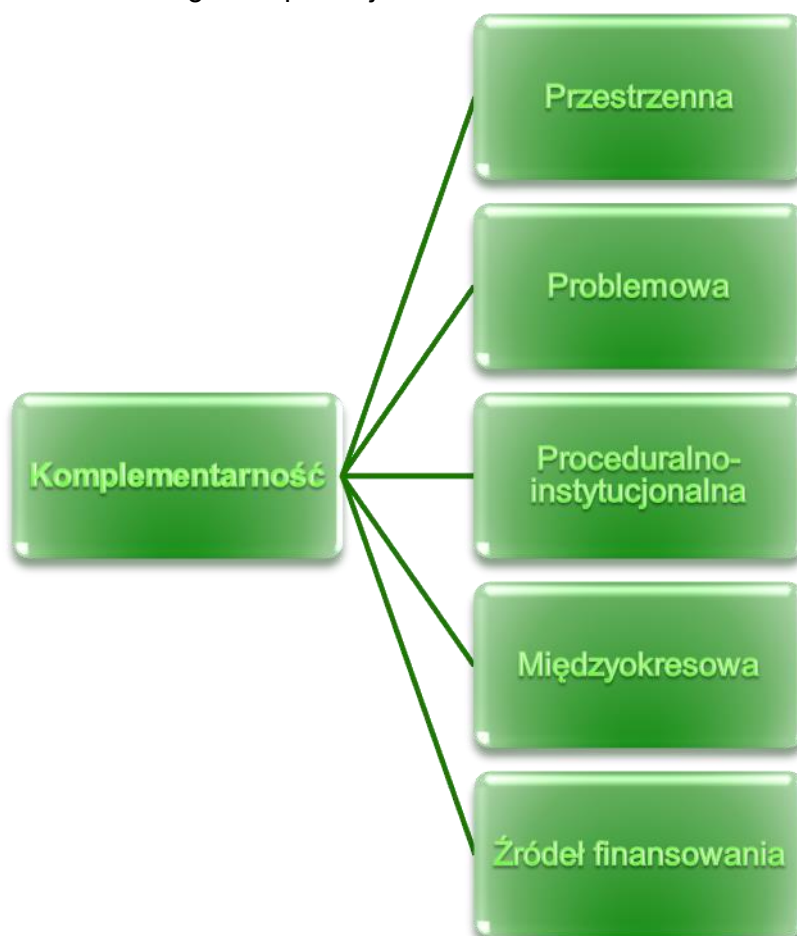 Przestrzenna
Problemowa
Komplementarność
Proceduralno-
instytucjonalna
Międzyokresowa
Źródeł finansowania